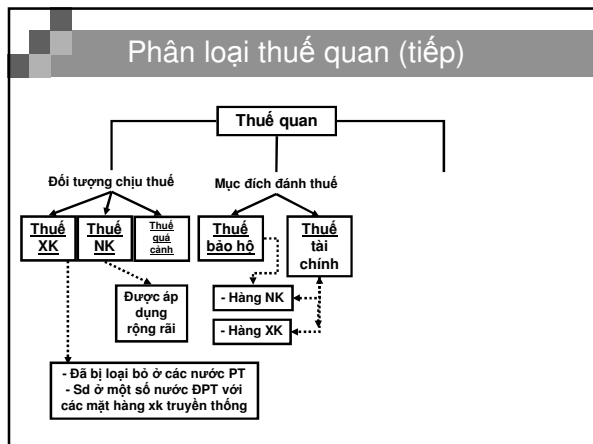 Phân loại thuế quan (tiếp)
Thuế quan
Đối tượng chịu thuế
Mục đích đánh thuế
Thuế
XK
Thuế
NK
Thuế
quá
cảnh
Thuế
bảo hộ
Thuế
tài
chính
Được áp
dụng
rộng rãi
- Hàng NK
- Hàng XK
- Đã bị loại bỏ ở các nước PT
- Sd ở một số nước ĐPT với
các mặt hàng xk truyền thống